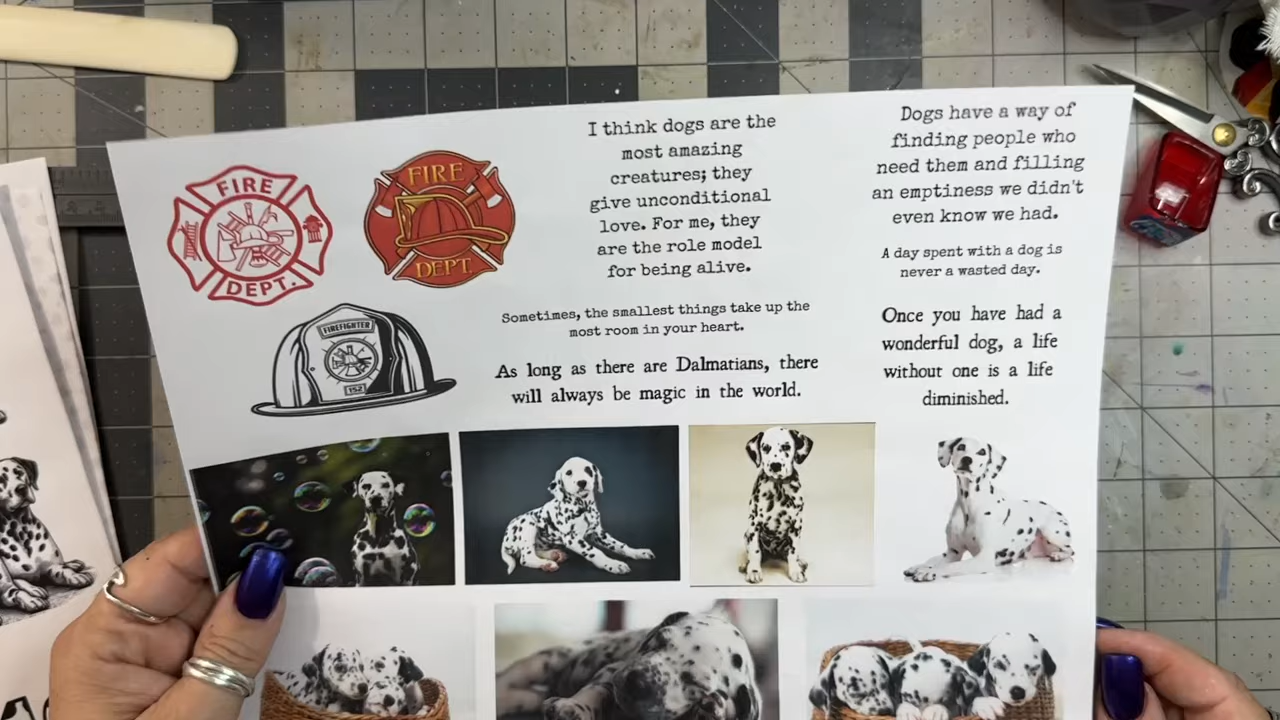 FIRE
DEPT.
FIRE
DEPT.
FIREFIGHTER
152
I think dogs are the
most amazing
creatures; they
give unconditional
love. For me, they
are the role model
for being alive.
Sometimes, the smallest things take up the
most room in your heart.
As long as there are Dalmatians, there
will always be magic in the world.
Dogs have a way of
finding people who
need them and filling
an emptiness we didn't
even know we had.
A day spent with a dog is
never a wasted day.
Once you have had a
wonderful dog, a life
without one is a life
diminished.